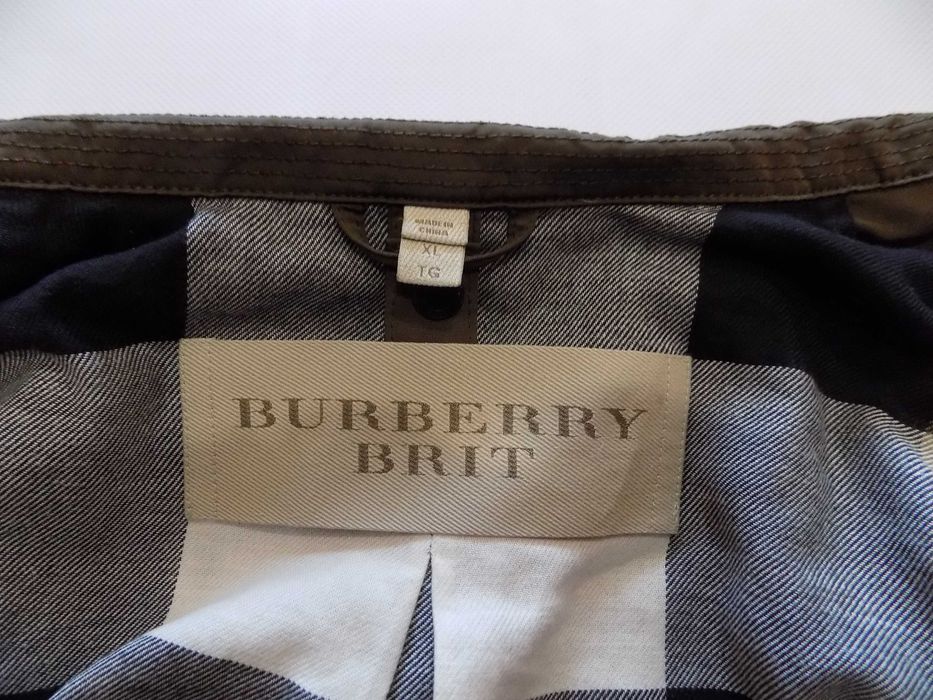 MADE IN
CHINA
XL
TG
BURBERRY
BRIT